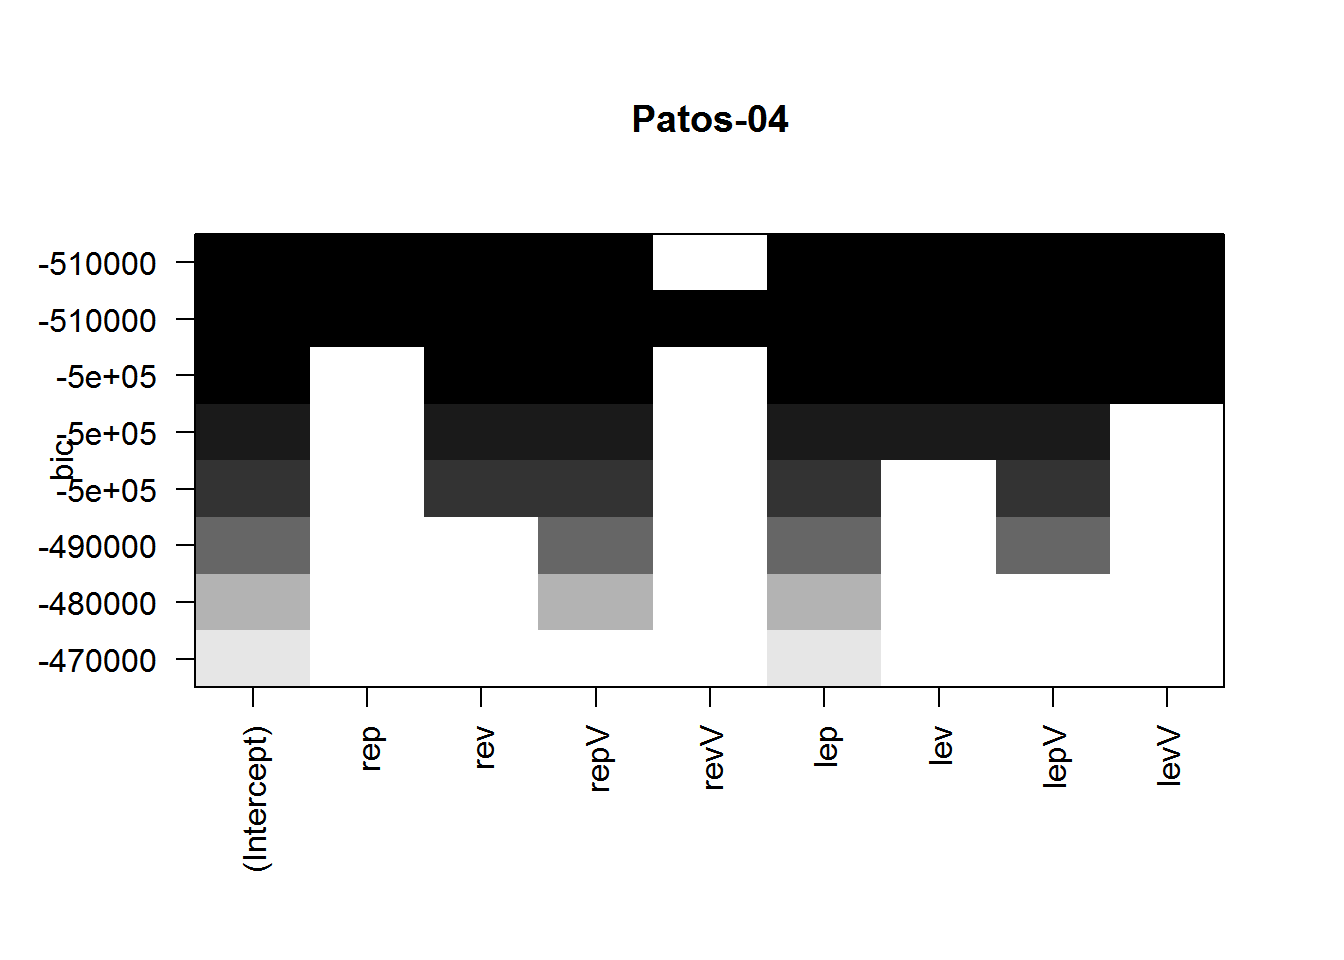 Patos-04
bic
-510000
-510000
-5e+05
-5e+05
-5e+05
-490000
-480000
-470000
(Intercept)
rep
rev
repV
revV
lep
lev
lepV
levV